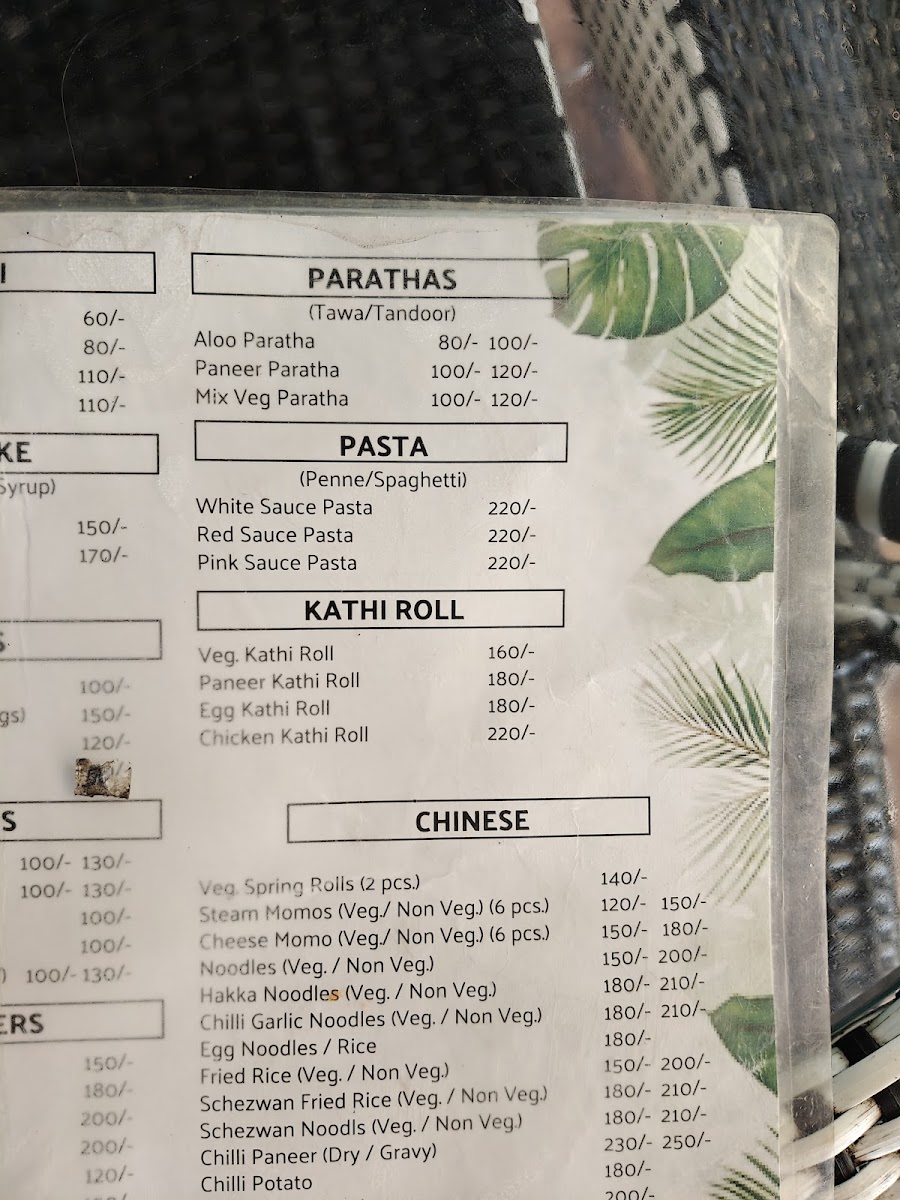 I
60/-
80/-
110/-
110/-
KE
Syrup)
150/-
170/-
S
100/-
gs) 150/-
120/-
S
100/- 130/-
100/- 130/-
100/-
100/-
) 100/- 130/-
ERS
150/-
180/-
200/-
200/-
120/-
PARATHAS
(Tawa/Tandoor)
Aloo Paratha 80/- 100/-
Paneer Paratha 100/- 120/-
Mix Veg Paratha 100/- 120/-
PASTA
(Penne/Spaghetti)
White Sauce Pasta 220/-
Red Sauce Pasta 220/-
Pink Sauce Pasta 220/-
KATHI ROLL
Veg. Kathi Roll 160/-
Paneer Kathi Roll 180/-
Egg Kathi Roll 180/-
Chicken Kathi Roll 220/-
CHINESE
Veg. Spring Rolls (2 pcs.) 140/-
Steam Momos (Veg./ Non Veg.) (6 pcs.) 120/- 150/-
Cheese Momo (Veg./ Non Veg.) (6 pcs.) 150/- 180/-
Noodles (Veg. / Non Veg.) 150/- 200/-
Hakka Noodles (Veg. / Non Veg.) 180/- 210/-
Chilli Garlic Noodles (Veg. / Non Veg.) 180/- 210/-
Egg Noodles / Rice 180/-
Fried Rice (Veg. / Non Veg.) 150/- 200/-
Schezwan Fried Rice (Veg. / Non Veg.) 180/- 210/-
Schezwan Noodls (Veg. / Non Veg.) 180/- 210/-
Chilli Paneer (Dry / Gravy) 230/- 250/-
Chilli Potato 180/-
200/-